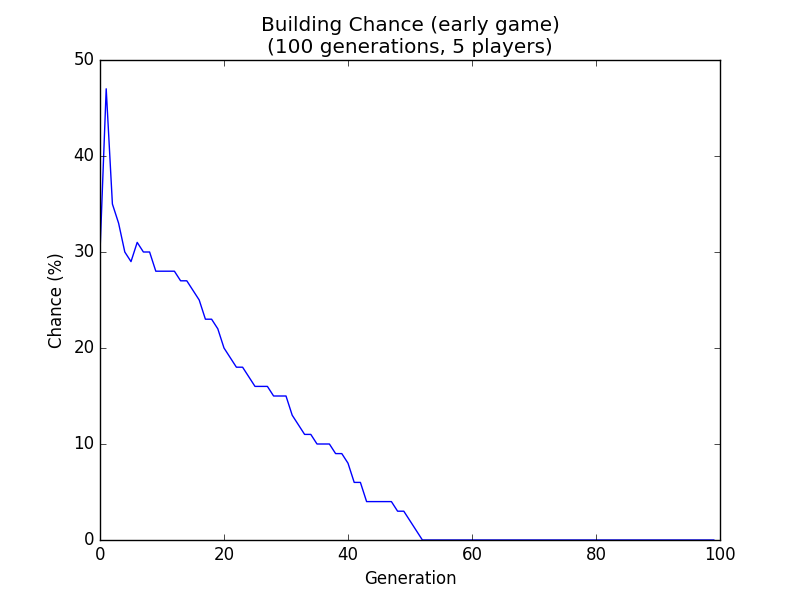 Building Chance (early game)
(100 generations, 5 players)
50
40
30
20
10
0
Chance (%)
0 20 40 60 80 100
Generation